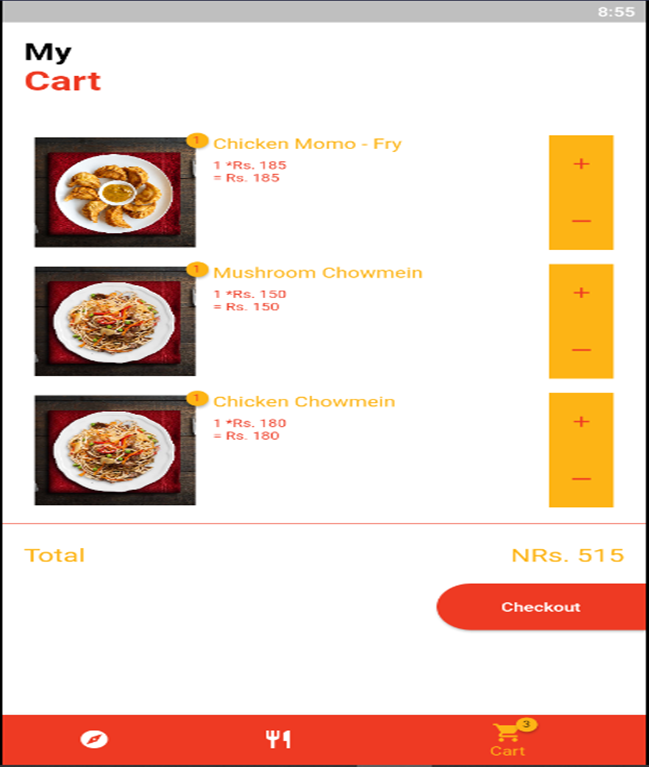 8:55
My
Cart
1
Chicken Momo - Fry
1 *Rs. 185
= Rs. 185
+
—
1
Mushroom Chowmein
1 *Rs. 150
= Rs. 150
+
—
1
Chicken Chowmein
1 *Rs. 180
= Rs. 180
+
—
Total NRs. 515
Checkout
3
Cart